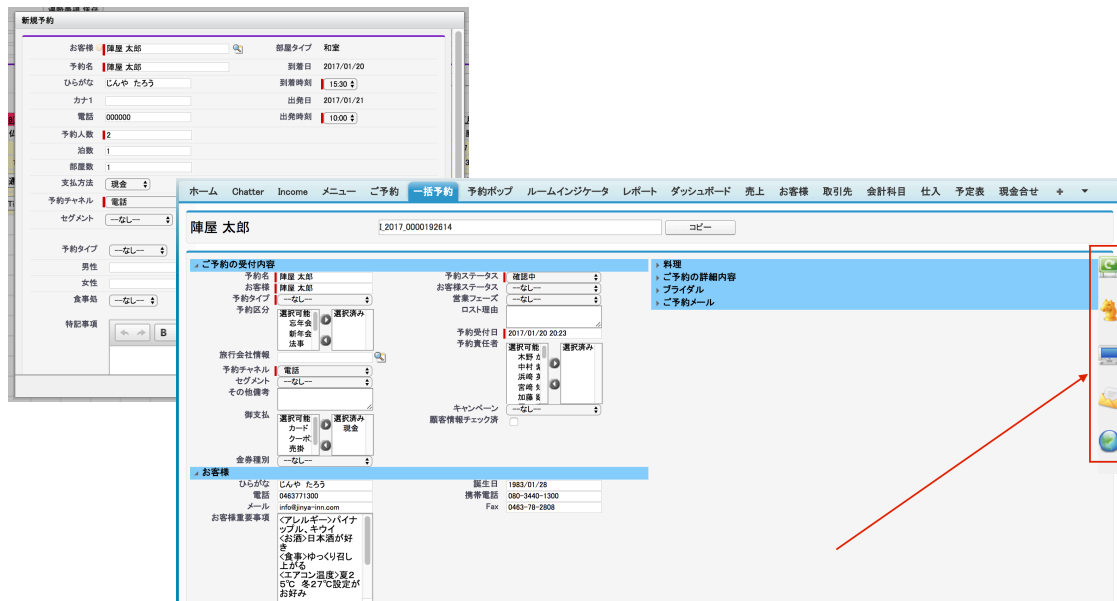 新規予約
お客様 陣屋 太郎 部屋タイプ 和室
予約名 陣屋 太郎 到着日 2017/01/20
ひらがな じんや たろう 到着時刻 15:30
カナ1 出発日 2017/01/21
電話 000000 出発時刻 10:00
予約人数 2
泊数 1
部屋数 1
支払方法 現金
予約チャネル 電話
セグメント --なし--
予約タイプ --なし--
男性
女性
食事処 --なし--
特記事項 B
ホーム Chatter Income メニュー ご予約 一括予約 予約ポップ ルームインジケータ レポート ダッシュボード 売上 お客様 取引先 会計科目 仕入 予定表 現金合せ +
陣屋 太郎 I_2017_0000192614 コピー
ご予約の受付内容 料理
予約名 陣屋 太郎 予約ステータス 確認中 ご予約の詳細内容
お客様 陣屋 太郎 お客様ステータス --なし-- ブライダル
予約タイプ --なし-- 営業フェーズ --なし-- ご予約メール
予約区分 選択可能 選択済み ロスト理由
忘年会
新年会
法事
予約受付日 2017/01/20 20:23
予約責任者 選択可能 選択済み
木野
中村
浜崎
宮崎
加藤
旅行会社情報
予約チャネル 電話
セグメント --なし--
その他備考
キャンペーン --なし--
御支払 選択可能 選択済み 顧客情報チェック済
カード 現金
クーポ
売掛
金券種別 --なし--
お客様
ひらがな じんや たろう 誕生日 1983/01/28
電話 0463771300 携帯電話 080-3440-1300
メール info@jinya-inn.com Fax 0463-78-2808
お客様重要事項 <アレルギー>パイナ
ップル、キウイ
<お酒>日本酒が好
き
<食事>ゆっくり召し
上がる
<エアコン温度>夏2
5℃ 冬27℃設定が
お好み